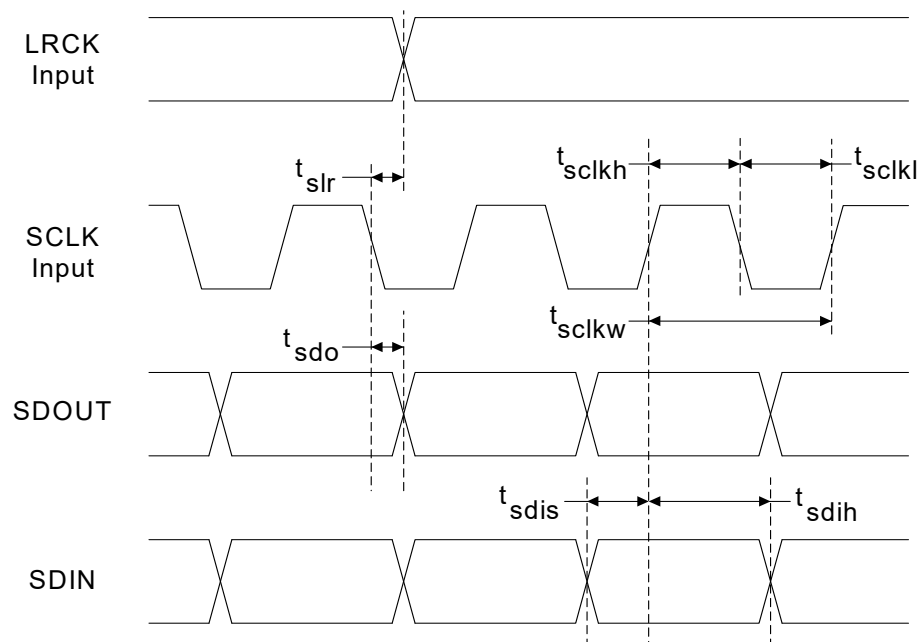 LRCK
Input
t slr
t sclkh
t sclkl
SCLK
Input
t sclkw
t sdo
SDOUT
t sdis
t sdih
SDIN